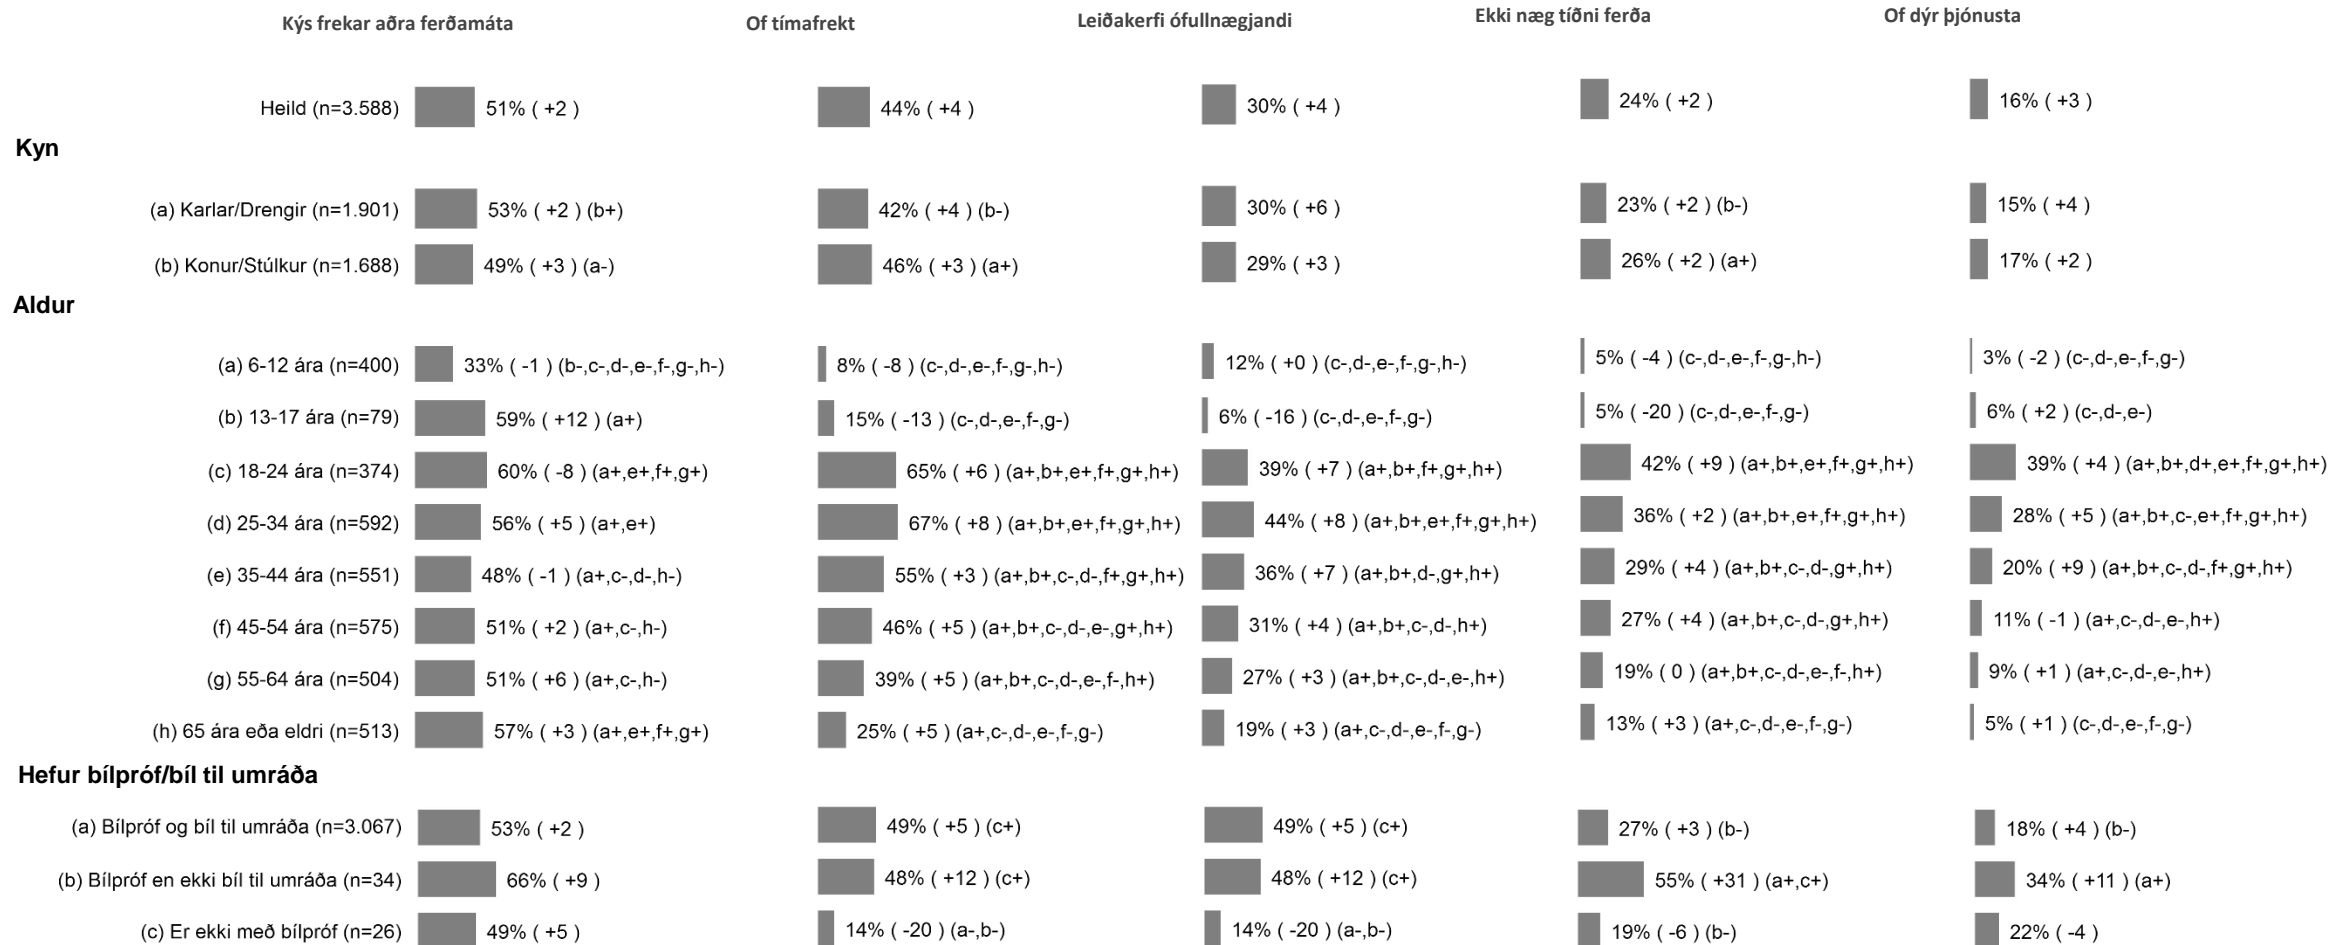 Kýs frekar aðra ferðamáta Of tímafrekt Leiðakerfi ófullnægjandi Ekki næg tíðni ferða Of dýr þjónusta
Heild (n=3.588) 51% ( +2 ) 44% ( +4 ) 30% ( +4 ) 24% ( +2 ) 16% ( +3 )
Kyn
(a) Karlar/Drengir (n=1.901) 53% ( +2 ) (b+) 42% ( +4 ) (b-) 30% ( +6 ) 23% ( +2 ) (b-) 15% ( +4 )
(b) Konur/Stúlkur (n=1.688) 49% ( +3 ) (a-) 46% ( +3 ) (a+) 29% ( +3 ) 26% ( +2 ) (a+) 17% ( +2 )
Aldur
(a) 6-12 ára (n=400) 33% ( -1 ) (b-,c-,d-,e-,f-,g-,h-) 8% ( -8 ) (c-,d-,e-,f-,g-,h-) 12% ( +0 ) (c-,d-,e-,f-,g-,h-) 5% ( -4 ) (c-,d-,e-,f-,g-,h-) 3% ( -2 ) (c-,d-,e-,f-,g-)
(b) 13-17 ára (n=79) 59% ( +12 ) (a+) 15% ( -13 ) (c-,d-,e-,f-,g-) 6% ( -16 ) (c-,d-,e-,f-,g-) 5% ( -20 ) (c-,d-,e-,f-,g-) 6% ( +2 ) (c-,d-,e-)
(c) 18-24 ára (n=374) 60% ( -8 ) (a+,e+,f+,g+) 65% ( +6 ) (a+,b+,e+,f+,g+,h+) 39% ( +7 ) (a+,b+,f+,g+,h+) 42% ( +9 ) (a+,b+,e+,f+,g+,h+) 39% ( +4 ) (a+,b+,d+,e+,f+,g+,h+)
(d) 25-34 ára (n=592) 56% ( +5 ) (a+,e+) 67% ( +8 ) (a+,b+,e+,f+,g+,h+) 44% ( +8 ) (a+,b+,e+,f+,g+,h+) 36% ( +2 ) (a+,b+,e+,f+,g+,h+) 28% ( +5 ) (a+,b+,c-,e+,f+,g+,h+)
(e) 35-44 ára (n=551) 48% ( -1 ) (a+,c-,d-,h-) 55% ( +3 ) (a+,b+,c-,d-,f+,g+,h+) 36% ( +7 ) (a+,b+,d-,g+,h+) 29% ( +4 ) (a+,b+,c-,d-,g+,h+) 20% ( +9 ) (a+,b+,c-,d-,f+,g+,h+)
(f) 45-54 ára (n=575) 51% ( +2 ) (a+,c-,h-) 46% ( +5 ) (a+,b+,c-,d-,e-,g+,h+) 31% ( +4 ) (a+,b+,c-,d-,h+) 27% ( +4 ) (a+,b+,c-,d-,g+,h+) 11% ( -1 ) (a+,c-,d-,e-,h+)
(g) 55-64 ára (n=504) 51% ( +6 ) (a+,c-,h-) 39% ( +5 ) (a+,b+,c-,d-,e-,f-,h+) 27% ( +3 ) (a+,b+,c-,d-,e-,h+) 19% ( 0 ) (a+,b+,c-,d-,e-,f-,h+) 9% ( +1 ) (a+,c-,d-,e-,h+)
(h) 65 ára eða eldri (n=513) 57% ( +3 ) (a+,e+,f+,g+) 25% ( +5 ) (a+,c-,d-,e-,f-,g-) 19% ( +3 ) (a+,c-,d-,e-,f-,g-) 13% ( +3 ) (a+,c-,d-,e-,f-,g-) 5% ( +1 ) (c-,d-,e-,f-,g-)
Hefur bílpróf/bíl til umráða
(a) Bílpróf og bíl til umráða (n=3.067) 53% ( +2 ) 49% ( +5 ) (c+) 49% ( +5 ) (c+) 27% ( +3 ) (b-) 18% ( +4 ) (b-)
(b) Bílpróf en ekki bíl til umráða (n=34) 66% ( +9 ) 48% ( +12 ) (c+) 48% ( +12 ) (c+) 55% ( +31 ) (a+,c+) 34% ( +11 ) (a+)
(c) Er ekki með bílpróf (n=26) 49% ( +5 ) 14% ( -20 ) (a-,b-) 14% ( -20 ) (a-,b-) 19% ( -6 ) (b-) 22% ( -4 )